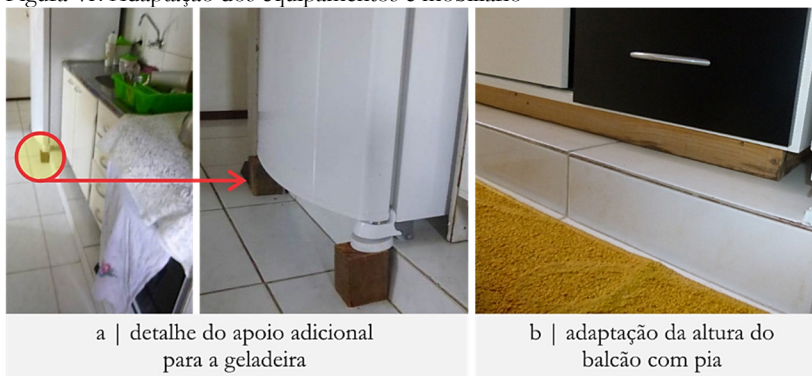 a | detalhe do apoio adicional
para a geladeira
b | adaptação da altura do
balcão com pia